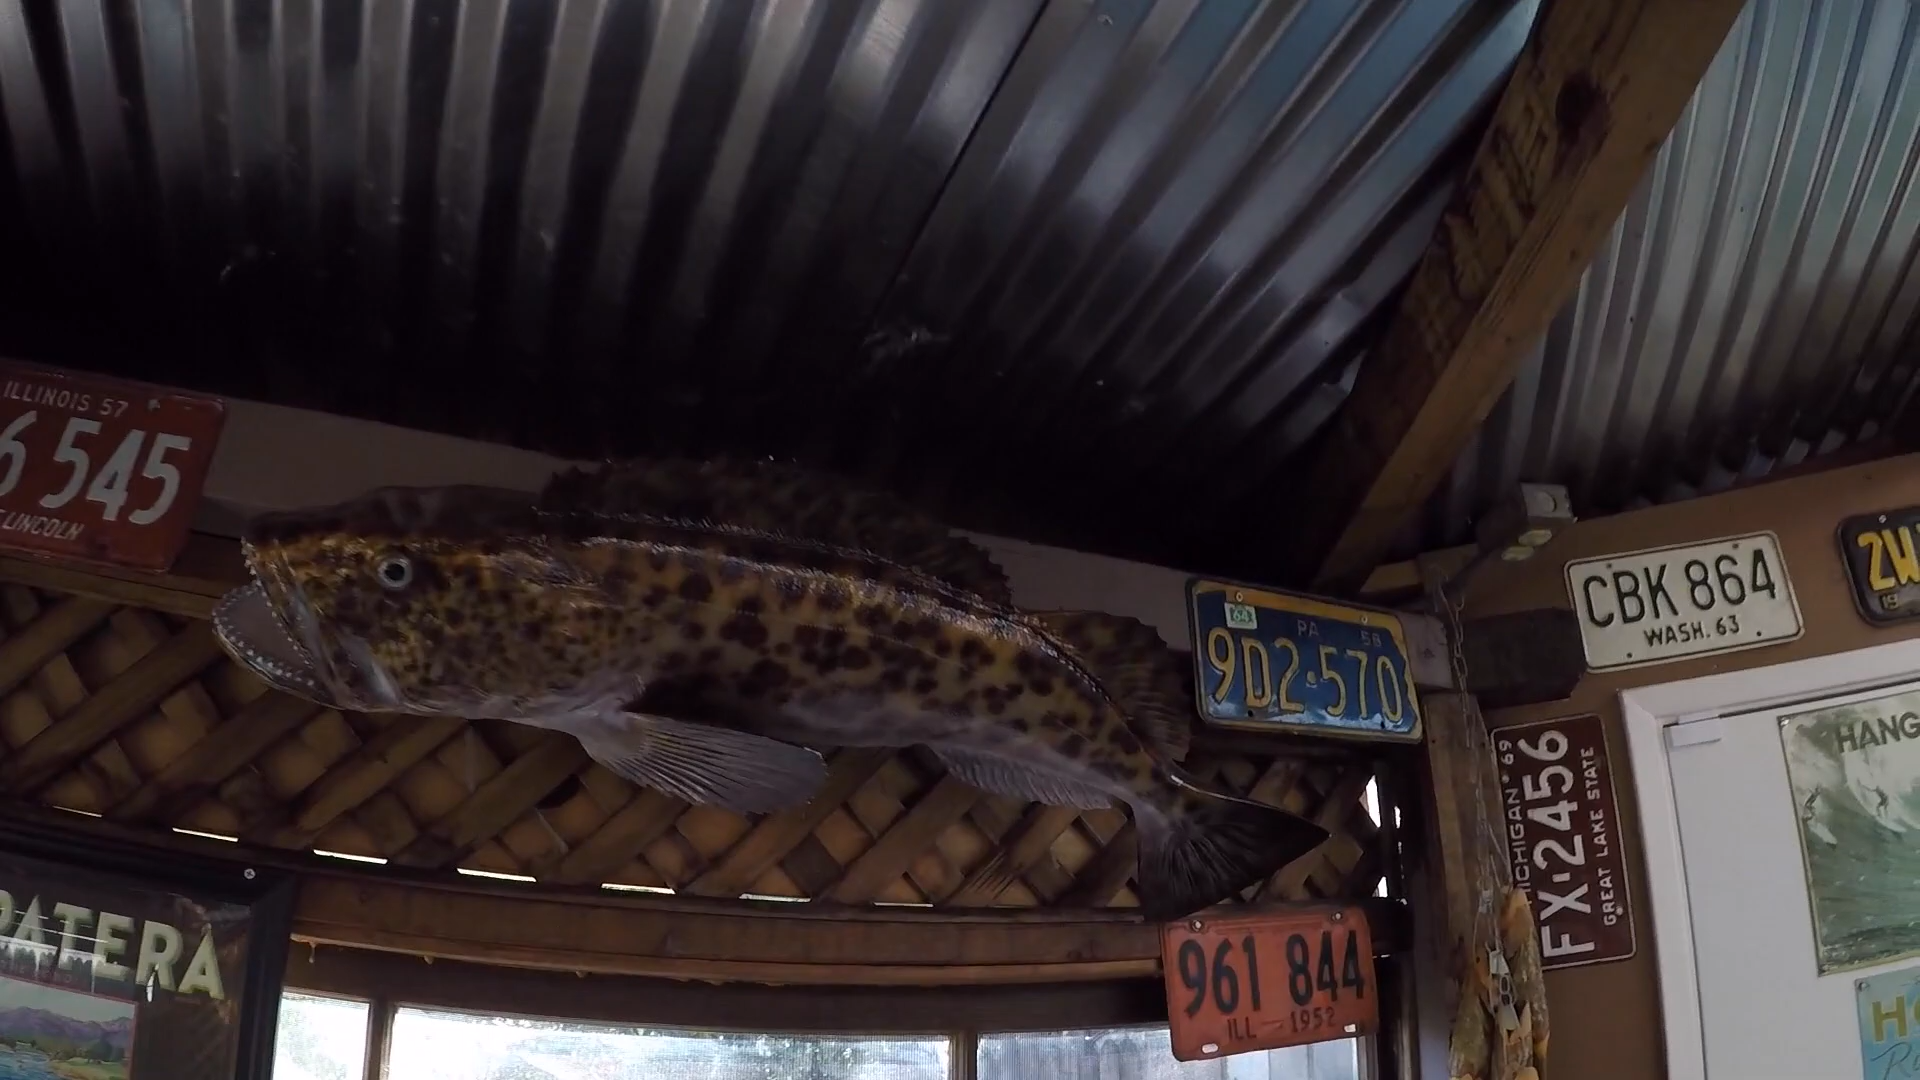 ILLINOIS 57
6 545
LINCOLN
64
PA 58
9D2-570
CBK 864
WASH. 63
ZW
MICHIGAN 69
FX·2456
GREAT LAKE STATE
HANG
PATERA
961 844
ILL 1952